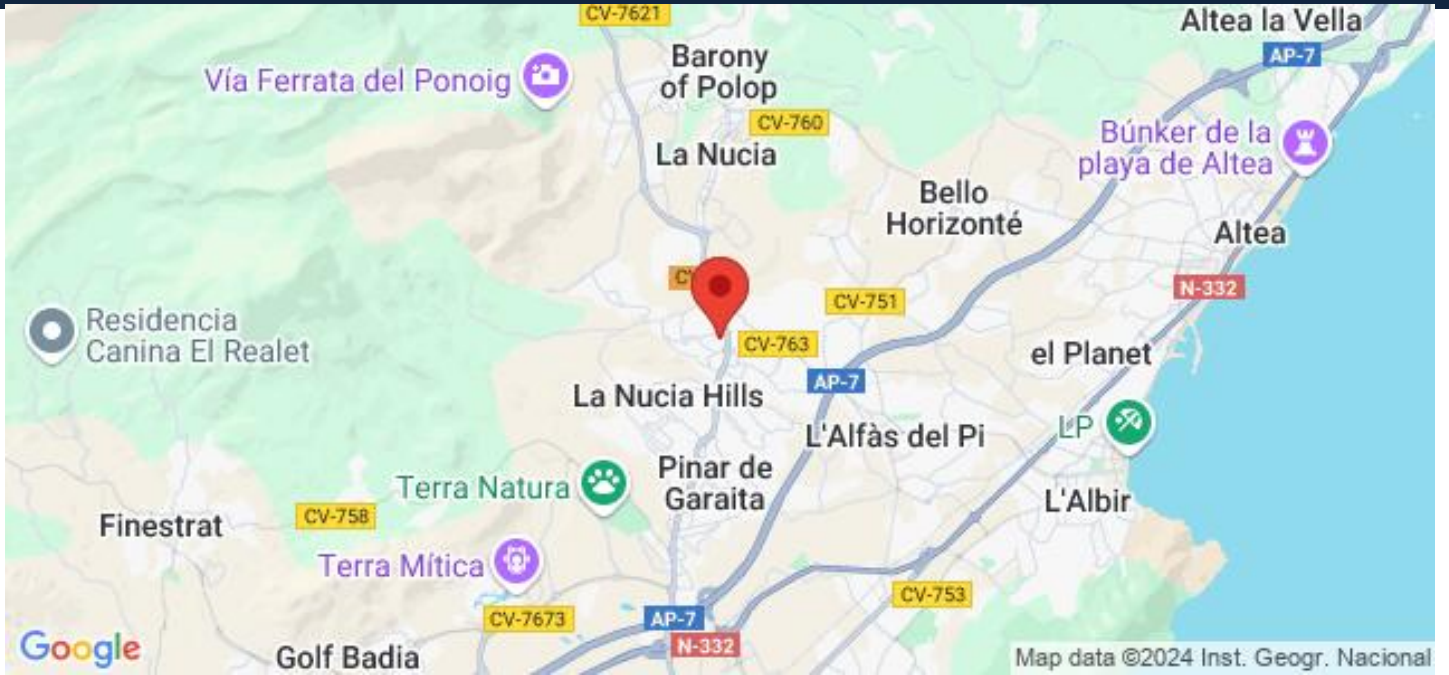 CV-7621
Altea la Vella
AP-7
Barony
of Polop
Vía Ferrata del Ponoig
CV-760
Búnker de la
playa de Altea
La Nucia
Bello
Horizonté
Altea
N-332
CV-751
Residencia
Canina El Realet
CV-763
el Planet
AP-7
La Nucia Hills
L'Alfàs del Pi
LP
Pinar de
Garaita
Terra Natura
L'Albir
CV-758
Finestrat
Terra Mítica
CV-753
CV-7673
AP-7
N-332
Google
Golf Badia
Map data ©2024 Inst. Geogr. Nacional